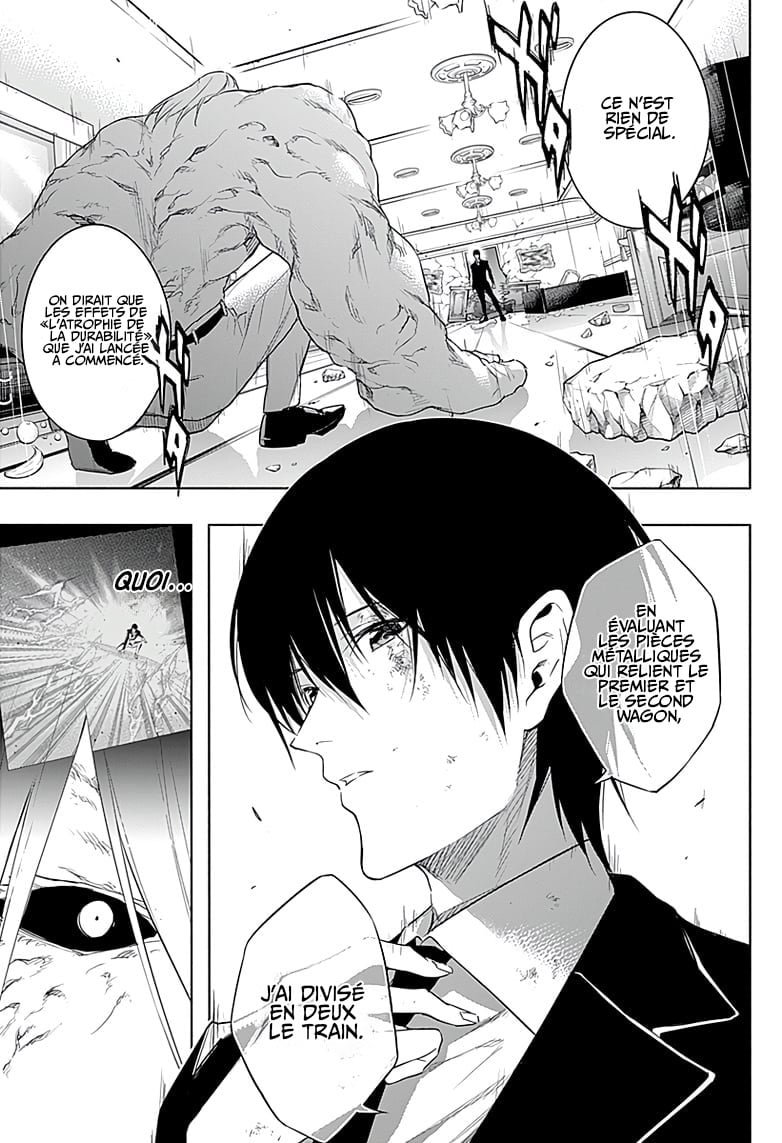 CE N'EST
RIEN DE
SPÉCIAL.
ガガ
ON DIRAIT QUE
LES EFFETS DE
«L'ATROPHIE DE
LA DURABILITÉ»
QUE J'AI LANCÉE
A COMMENCÉ.
EN
ÉVALUANT
LES PIÈCES
MÉTALLIQUES
QUI RELIENT LE
PREMIER ET
LE SECOND
WAGON,
QUOI...
J'AI DIVISÉ
EN DEUX
LE TRAIN.